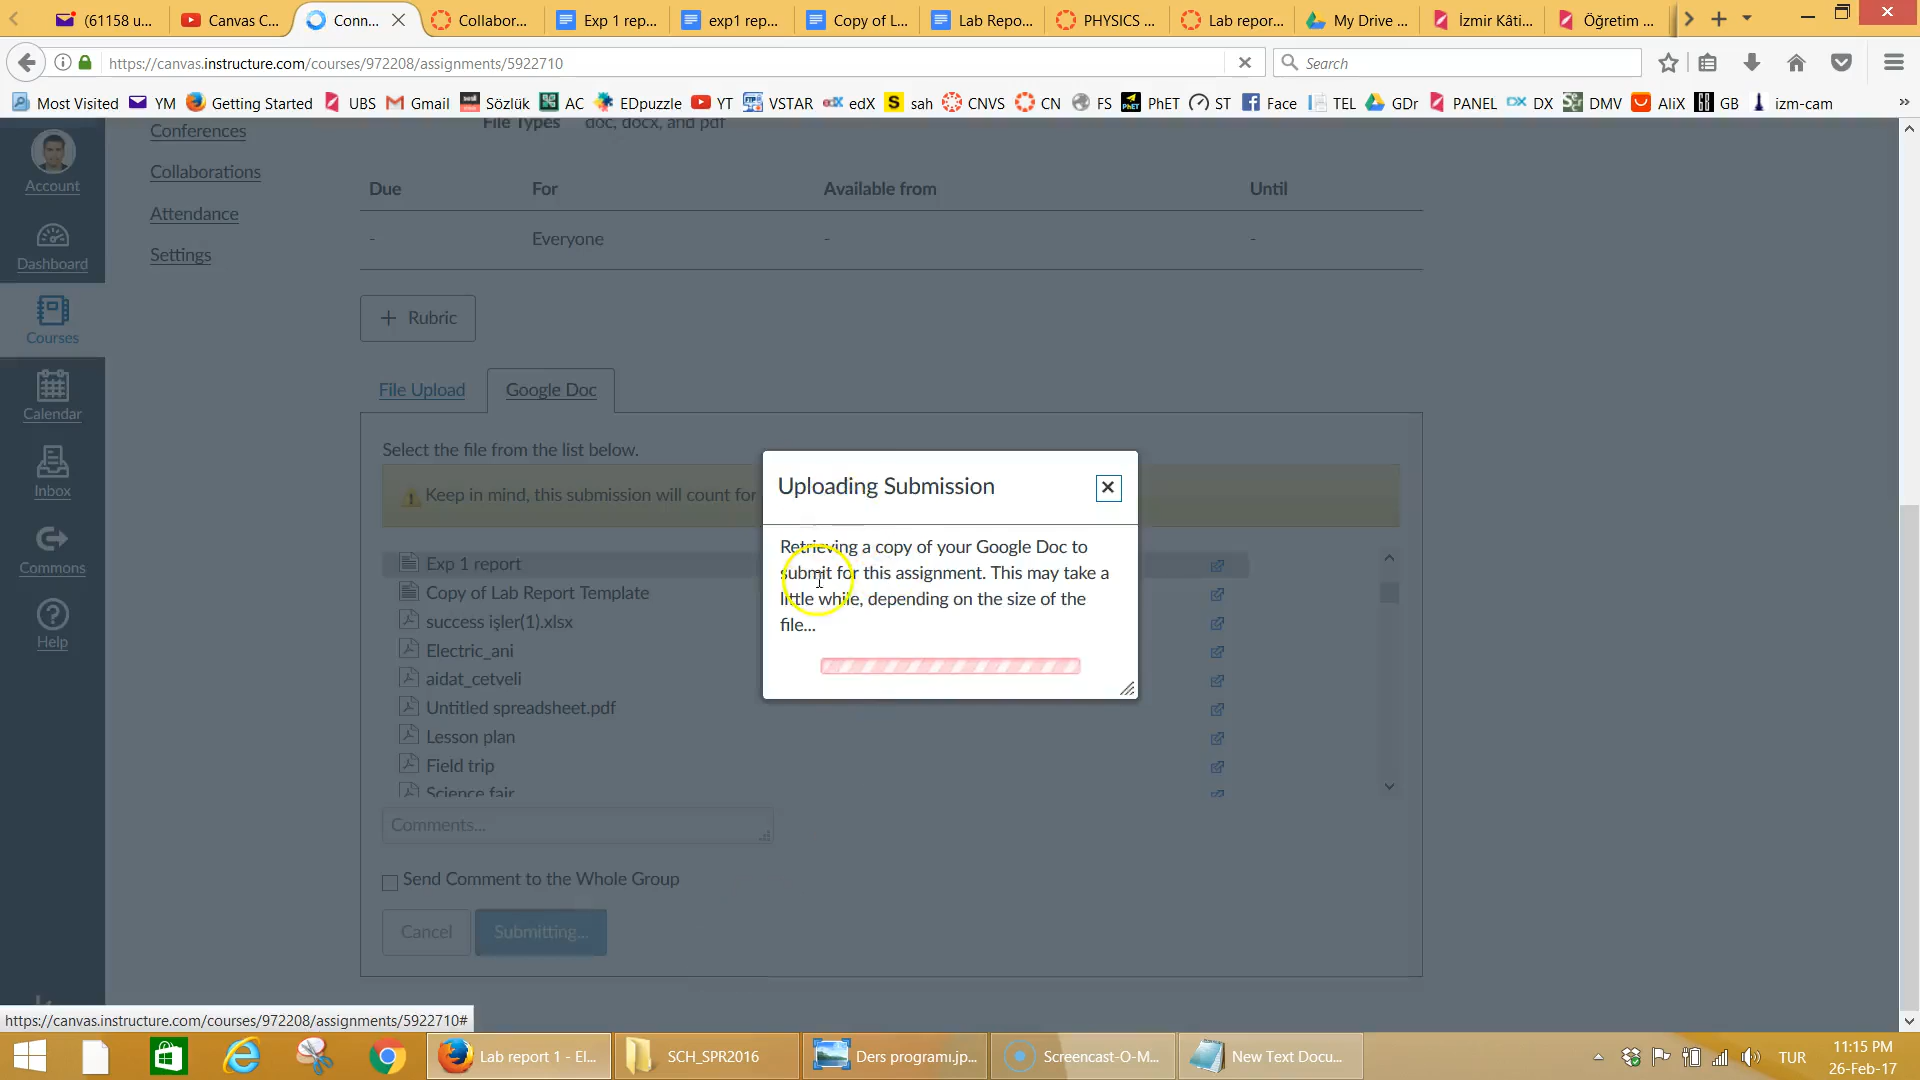 (61158 u...
Canvas C...
Conn...
Collabor...
Exp 1 rep...
exp1 rep...
Copy of L...
Lab Repo...
PHYSICS ...
Lab repor...
My Drive ...
İzmir Kâti...
Öğretim ...
https://canvas.instructure.com/courses/972208/assignments/5922710
Search
Most Visited
YM
Getting Started
UBS
Gmail
Sözlük
AC
EDpuzzle
YT
VSTAR
edX
sah
CNVS
CN
FS
PhET
ST
Face
TEL
GDr
PANEL
DX
DMV
AliX
GB
izm-cam
Account
Dashboard
Courses
Calendar
Inbox
Commons
Help
Conferences
Collaborations
Attendance
Settings
File Types doc, docx, and pdf
Due For Available from Until
- Everyone - -
+ Rubric
File Upload
Google Doc
Select the file from the list below.
Keep in mind, this submission will count for
Exp 1 report
Copy of Lab Report Template
success işler(1).xlsx
Electric_ani
aidat_cetveli
Untitled spreadsheet.pdf
Lesson plan
Field trip
Science fair
Comments...
Send Comment to the Whole Group
Cancel
Submitting...
Uploading Submission
Retrieving a copy of your Google Doc to
submit for this assignment. This may take a
little while, depending on the size of the
file...
https://canvas.instructure.com/courses/972208/assignments/5922710#
Lab report 1 - El...
SCH_SPR2016
Ders programı.jp...
Screencast-O-M...
New Text Docu...
TUR
11:15 PM
26-Feb-17